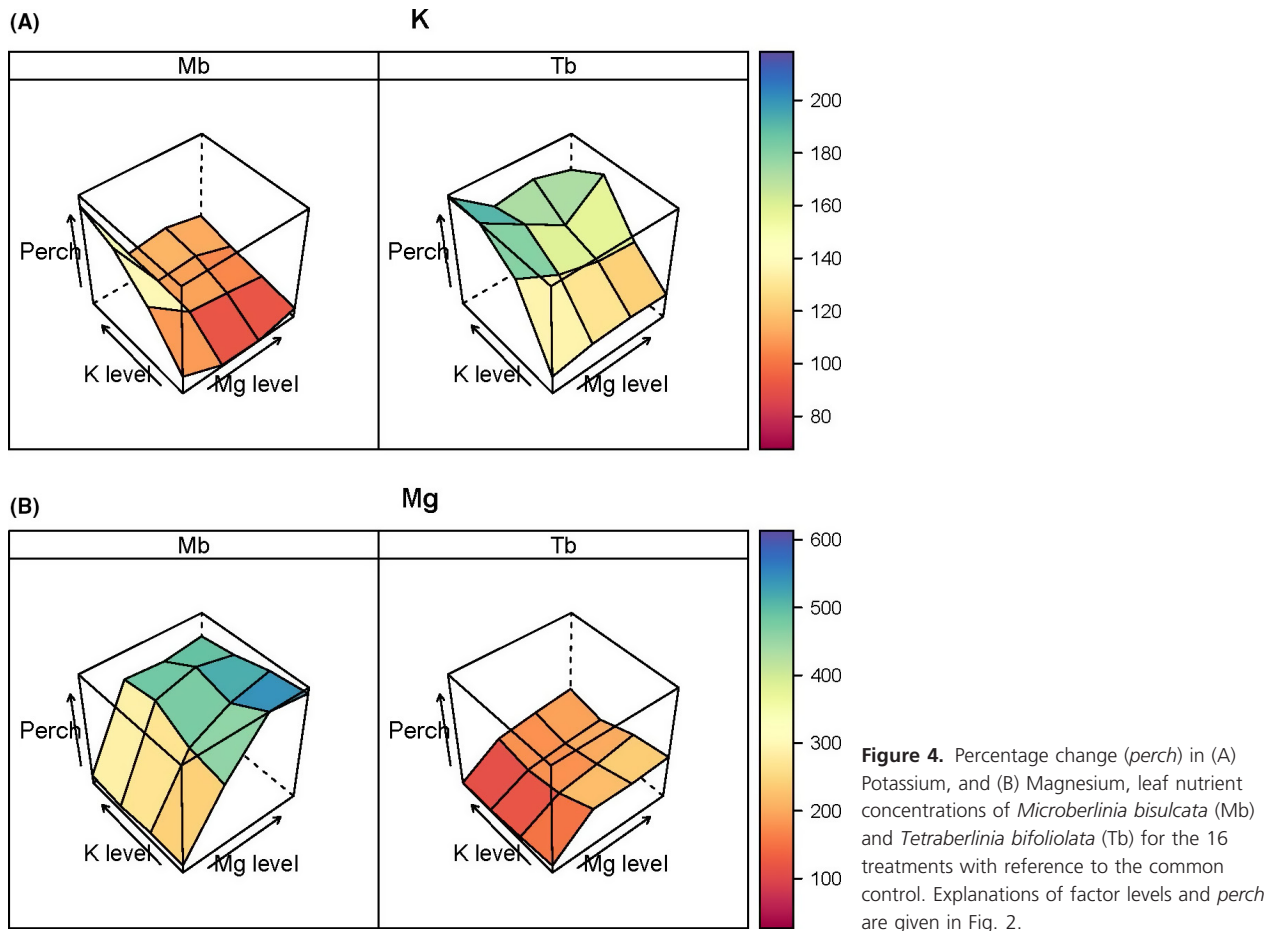 (A)
K
Mb
Tb
Perch
K level
Mg level
Perch
K level
Mg level
200
180
160
140
120
100
80
(B)
Mg
Mb
Tb
Perch
K level
Mg level
Perch
K level
Mg level
600
500
400
300
200
100
Figure 4. Percentage change (perch) in (A)
Potassium, and (B) Magnesium, leaf nutrient
concentrations of Microberlinia bisulcata (Mb)
and Tetraberlinia bifoliolata (Tb) for the 16
treatments with reference to the common
control. Explanations of factor levels and perch
are given in Fig. 2.